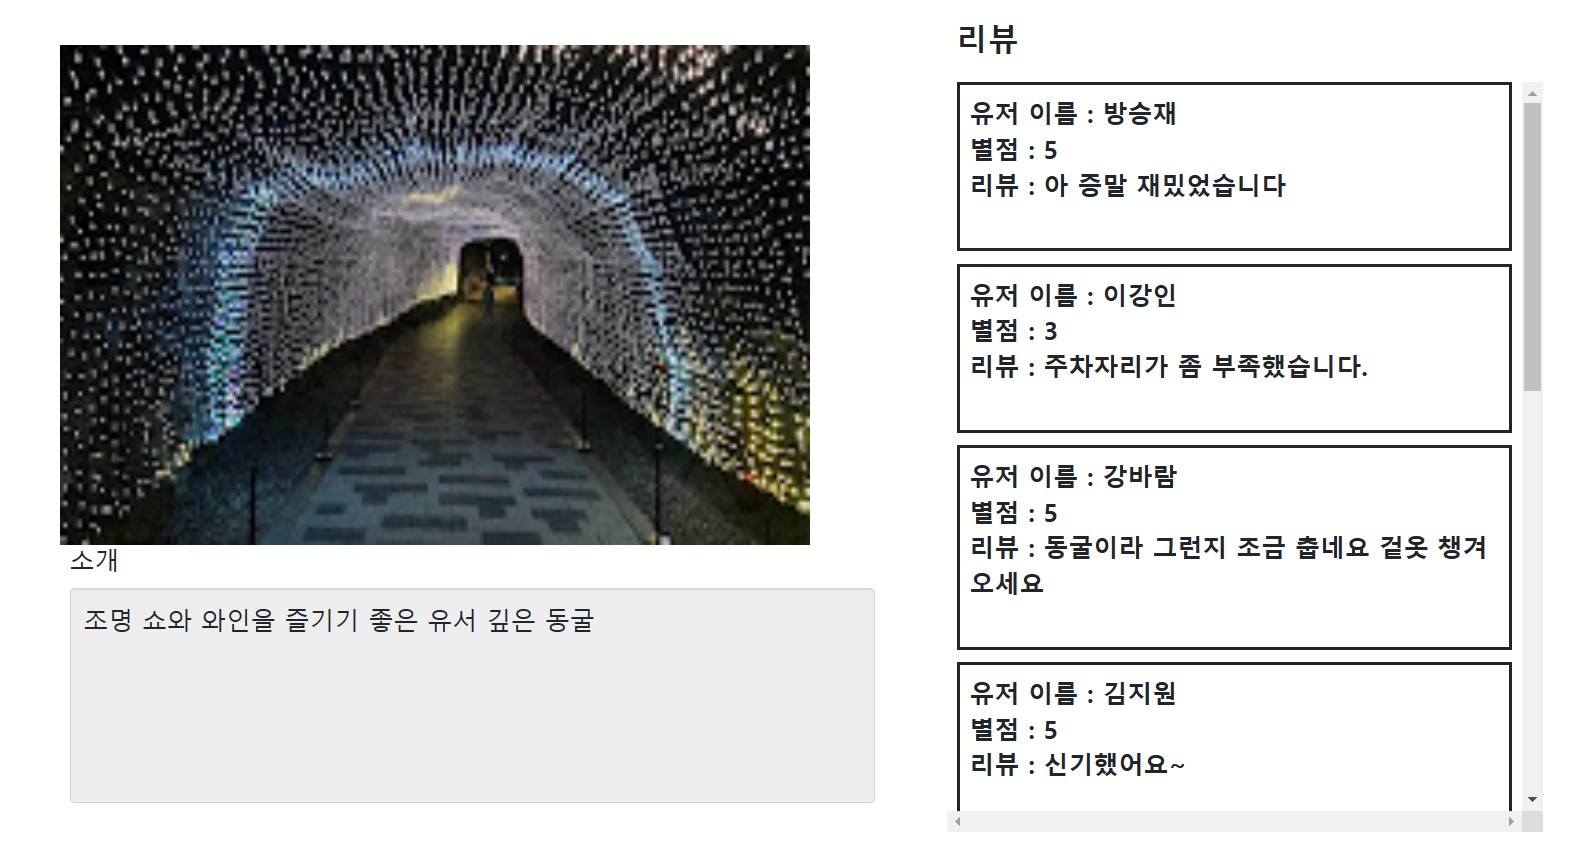 소개
조명 쇼와 와인을 즐기기 좋은 유서 깊은 동굴
리뷰
유저 이름 : 방승재
별점 : 5
리뷰 : 아 증말 재밌었습니다
유저 이름 : 이강인
별점 : 3
리뷰 : 주차자리가 좀 부족했습니다.
유저 이름 : 강바람
별점 : 5
리뷰 : 동굴이라 그런지 조금 춥네요 겉옷 챙겨
오세요
유저 이름 : 김지원
별점 : 5
리뷰 : 신기했어요~